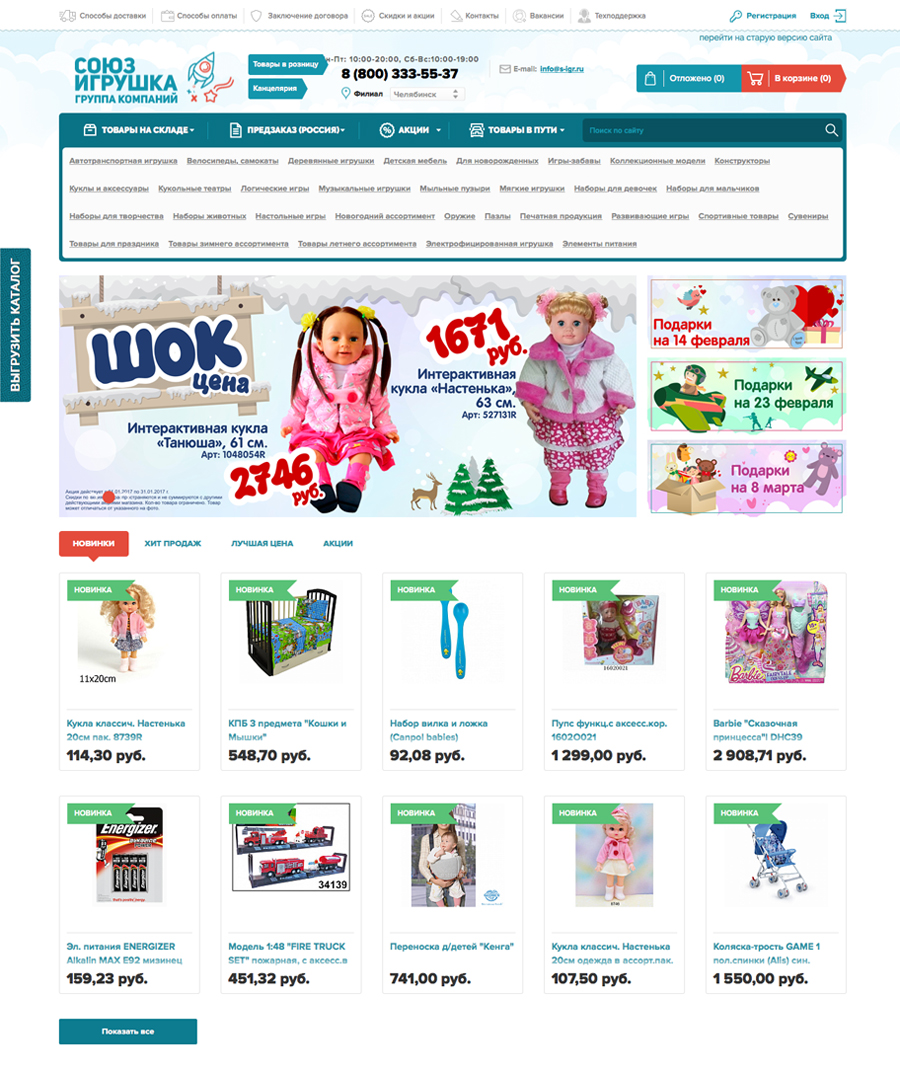 Способы доставки
Способы оплаты
Заключение договора
Скидки и акции
Контакты
Вакансии
Техподдержка
Регистрация
Вход
перейти на старую версию сайта
СОЮЗ
ИГРУШКА
ГРУППА КОМПАНИЙ
Товары в розницу
Канцелярия
н-Пт: 10:00-20:00, Сб-Вс:10:00-19:00
8 (800) 333-55-37
Филиал
Челябинск
E-mail: info@s-igr.ru
Отложено (0)
В корзине (0)
ТОВАРЫ НА СКЛАДЕ
ПРЕДЗАКАЗ (РОССИЯ)
АКЦИИ
ТОВАРЫ В ПУТИ
Поиск по сайту
Автотранспортная игрушка Велосипеды, самокаты Деревянные игрушки Детская мебель Для новорожденных Игры-забавы Коллекционные модели Конструкторы
Куклы и аксессуары Кукольные театры Логические игры Музыкальные игрушки Мыльные пузыри Мягкие игрушки Наборы для девочек Наборы для мальчиков
Наборы для творчества Наборы животных Настольные игры Новогодний ассортимент Оружие Пазлы Печатная продукция Развивающие игры Спортивные товары Сувениры
Товары для праздника Товары зимнего ассортимента Товары летнего ассортимента Электрофицированная игрушка Элементы питания
ВЫГРУЗИТЬ КАТАЛОГ
ШОК
цена
Интерактивная кукла
«Танюша», 61 см.
Арт: 1048054R
2746
руб.
1671
руб.
Интерактивная
кукла «Настенька»,
63 см.
Арт: 527131R
Подарки
на 14 февраля
Подарки
на 23 февраля
Подарки
на 8 марта
НОВИНКИ
ХИТ ПРОДАЖ
ЛУЧШАЯ ЦЕНА
АКЦИИ
НОВИНКА
11x20cm
Кукла классич. Настенька
20см пак. 8739R
114,30 руб.
НОВИНКА
КПБ 3 предмета "Кошки и
Мышки"
548,70 руб.
НОВИНКА
Набор вилка и ложка
(Canpol babies)
92,08 руб.
НОВИНКА
1602O021
Пупс функц.с аксесс.кор.
1602O021
1 299,00 руб.
НОВИНКА
Barbie
FAIRYTALE
Barbie "Сказочная
принцесса"! DHC39
2 908,71 руб.
НОВИНКА
Energizer
Эл. питания ENERGIZER
Alkalin MAX E92 мизинец
159,23 руб.
НОВИНКА
34139
Модель 1:48 "FIRE TRUCK
SET" пожарная, с аксесс.в
451,32 руб.
НОВИНКА
Переноска д/детей "Кенга"
741,00 руб.
НОВИНКА
Кукла классич. Настенька
20см одежда в ассорт.пак.
107,50 руб.
НОВИНКА
Коляска-трость GAME 1
пол.спинки (Alis) син.
1 550,00 руб.
Показать все